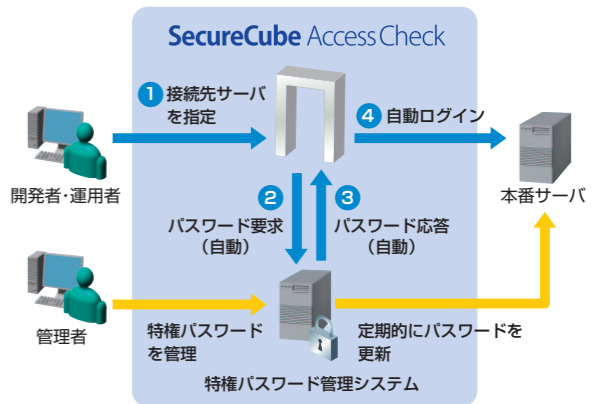 SecureCube AccessCheck
1 接続先サーバ
を指定
4 自動ログイン
開発者・運用者
本番サーバ
2
パスワード要求
(自動)
3
パスワード応答
(自動)
管理者
特権パスワード
を管理
定期的にパスワードを
更新
特権パスワード管理システム